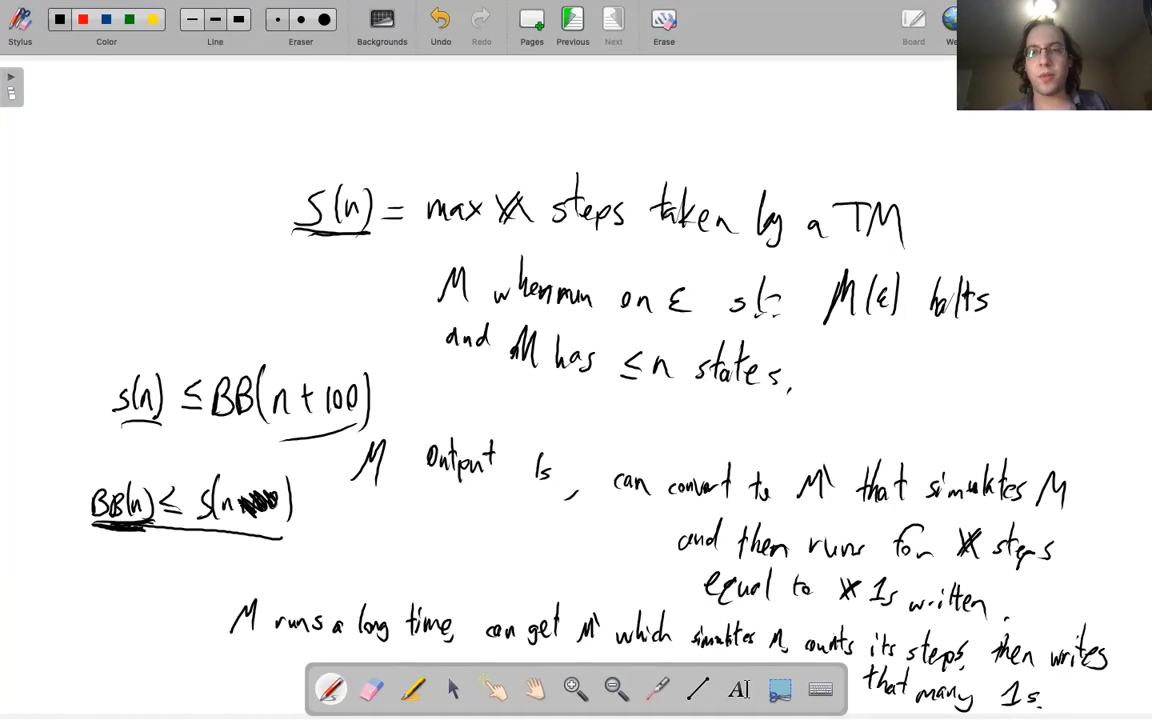 Stylus
Color
Line
Eraser
Backgrounds
Undo
Redo
Pages
Previous
Next
Erase
Board
We
S(n) = max # steps taken by a TM
M when run on ε s.t. M(ε) halts
and M has ≤ n states.
S(n) ≤ BB(n + 100)
M output 1s, can convert to M' that simulates M
BB(n) ≤ S(n)
and then runs for # steps
equal to # 1s written.
M runs a long time, can get M' which simulates M, counts its steps, then writes
that many 1s.